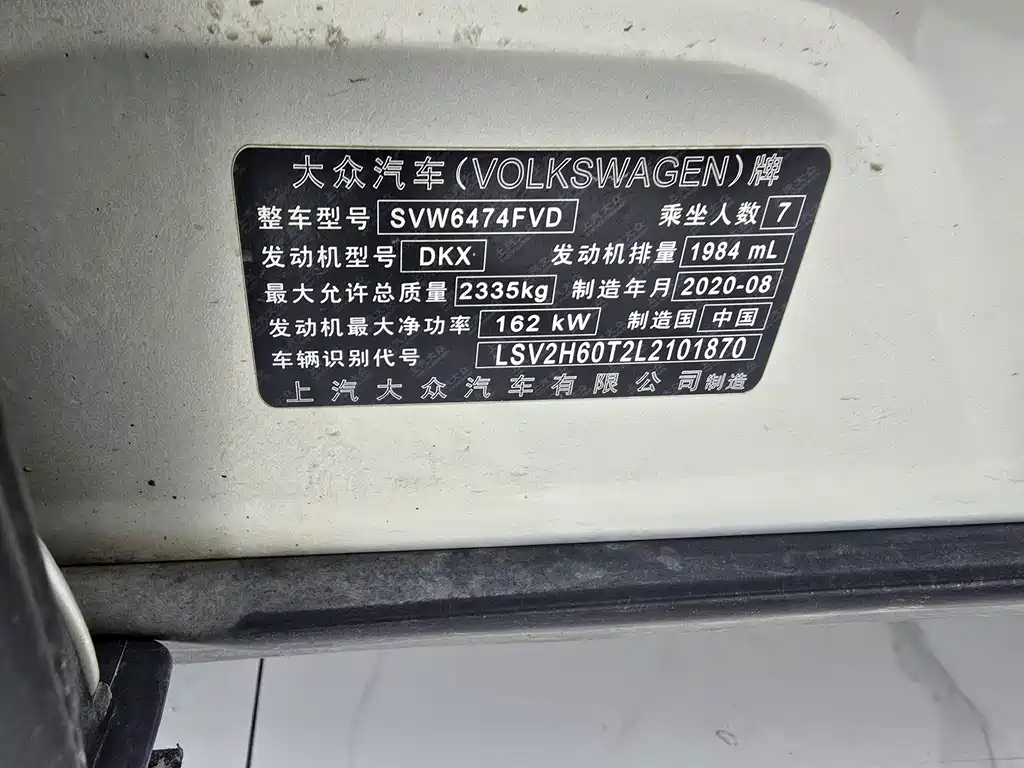 大众汽车(VOLKSWAGEN)牌
整车型号 SVW6474FVD 乘坐人数 7
发动机型号 DKX 发动机排量 1984 mL
最大允许总质量 2335kg 制造年月 2020-08
发动机最大净功率 162 kW 制造国 中国
车辆识别代号 LSV2H60T2L2101870
上汽大众汽车有限公司制造